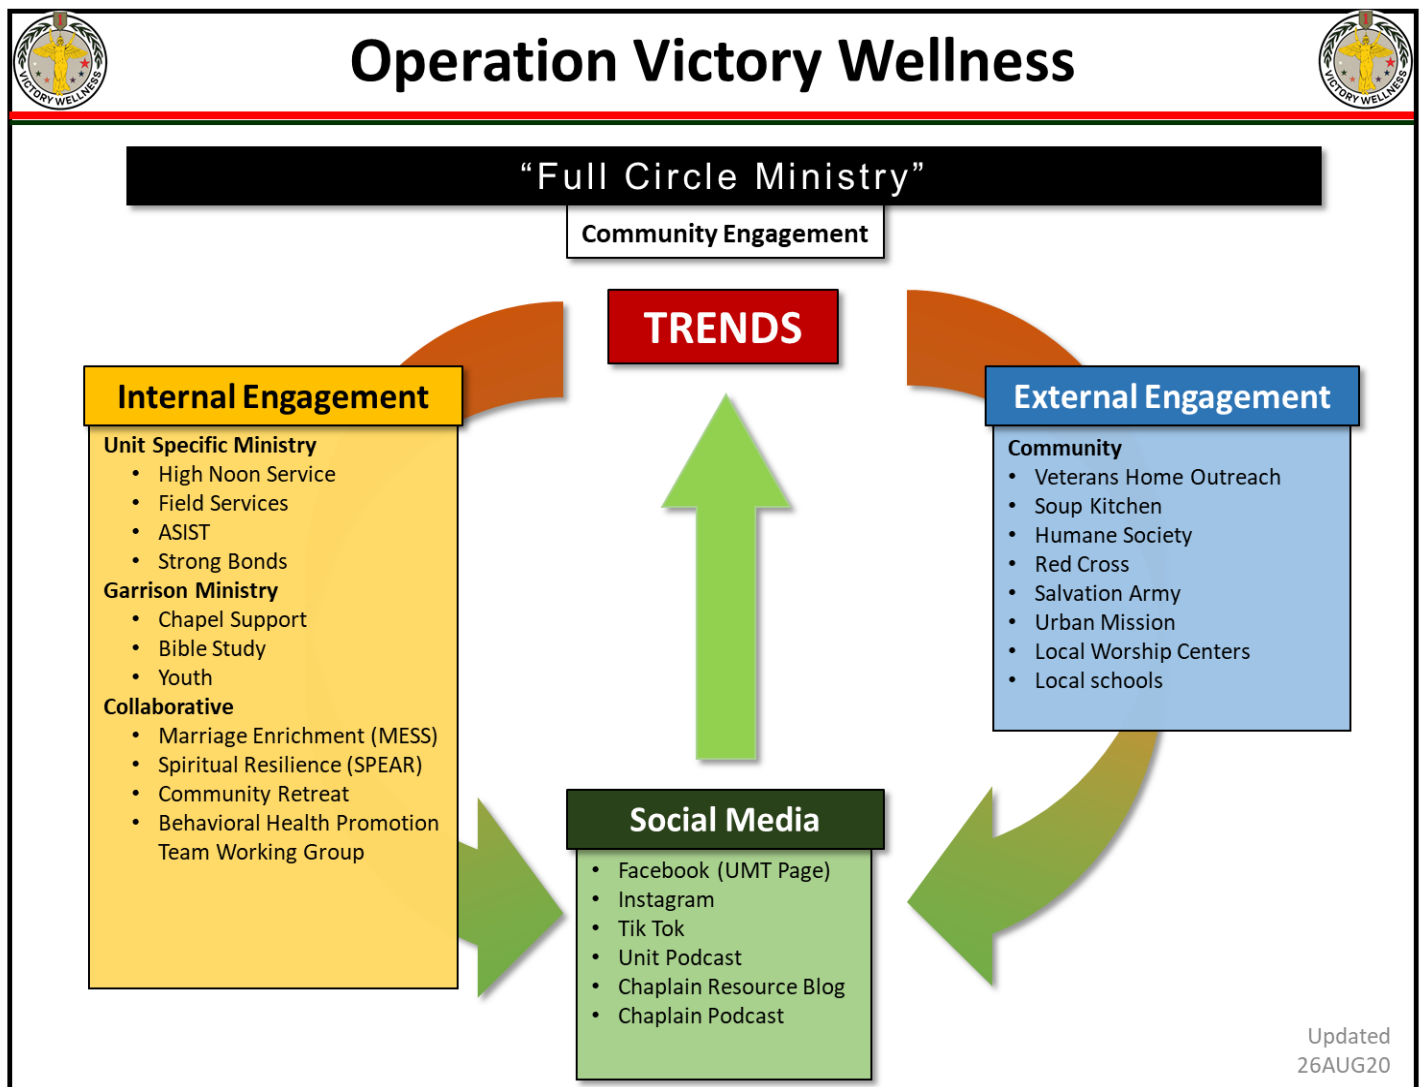 Operation Victory Wellness
VICTORY WELLNESS
VICTORY WELLNESS
“Full Circle Ministry”
Community Engagement
TRENDS
Internal Engagement
Unit Specific Ministry
• High Noon Service
• Field Services
• ASIST
• Strong Bonds
Garrison Ministry
• Chapel Support
• Bible Study
• Youth
Collaborative
• Marriage Enrichment (MESS)
• Spiritual Resilience (SPEAR)
• Community Retreat
• Behavioral Health Promotion
Team Working Group
External Engagement
Community
• Veterans Home Outreach
• Soup Kitchen
• Humane Society
• Red Cross
• Salvation Army
• Urban Mission
• Local Worship Centers
• Local schools
Social Media
• Facebook (UMT Page)
• Instagram
• Tik Tok
• Unit Podcast
• Chaplain Resource Blog
• Chaplain Podcast
Updated
26AUG20